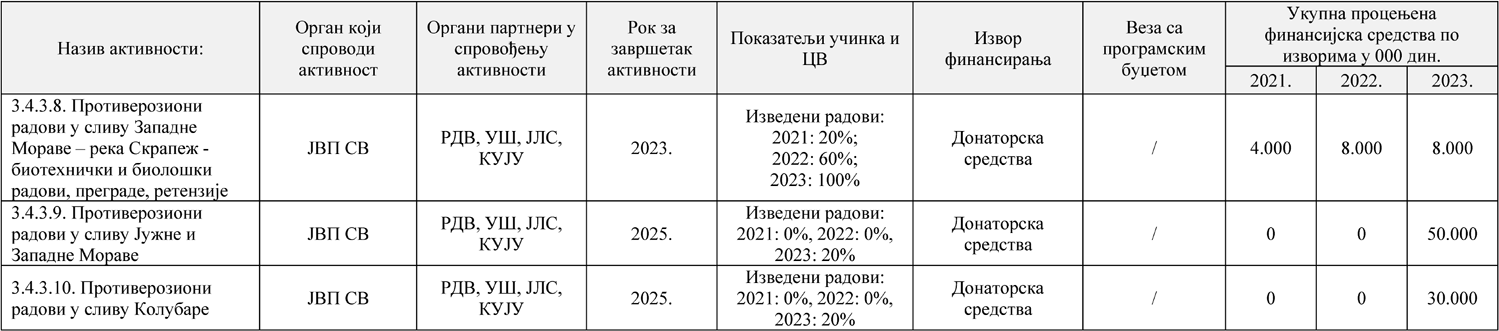 Назив активности:
Орган који
спроводи
активност
Органи партнери у
спровођењу
активности
Рок за
завршетак
активности
Показатељи учинка и
ЦВ
Извор
финансирања
Веза са
програмским
буџетом
Укупна процењена
финансијска средства по
изворима у 000 дин.
2021.
2022.
2023.
3.4.3.8. Противерозиони
радови у сливу Западне
Мораве – река Скрапеж -
биотехнички и биолошки
радови, преграде, ретензије
ЈВП СВ
РДВ, УШ, ЈЛС,
КУЈУ
2023.
Изведени радови:
2021: 20%;
2022: 60%;
2023: 100%
Донаторска
средства
/
4.000
8.000
8.000
3.4.3.9. Противерозиони
радови у сливу Јужне и
Западне Мораве
ЈВП СВ
РДВ, УШ, ЈЛС,
КУЈУ
2025.
Изведени радови:
2021: 0%, 2022: 0%,
2023: 20%
Донаторска
средства
/
0
0
50.000
3.4.3.10. Противерозиони
радови у сливу Колубаре
ЈВП СВ
РДВ, УШ, ЈЛС,
КУЈУ
2025.
Изведени радови:
2021: 0%, 2022: 0%,
2023: 20%
Донаторска
средства
/
0
0
30.000